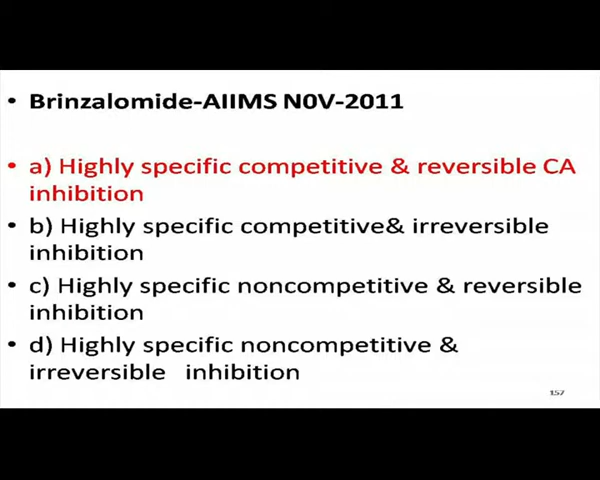 • Brinzalomide-AIIMS N0V-2011
• a) Highly specific competitive & reversible CA
inhibition
• b) Highly specific competitive& irreversible
inhibition
• c) Highly specific noncompetitive & reversible
inhibition
• d) Highly specific noncompetitive &
irreversible inhibition
157